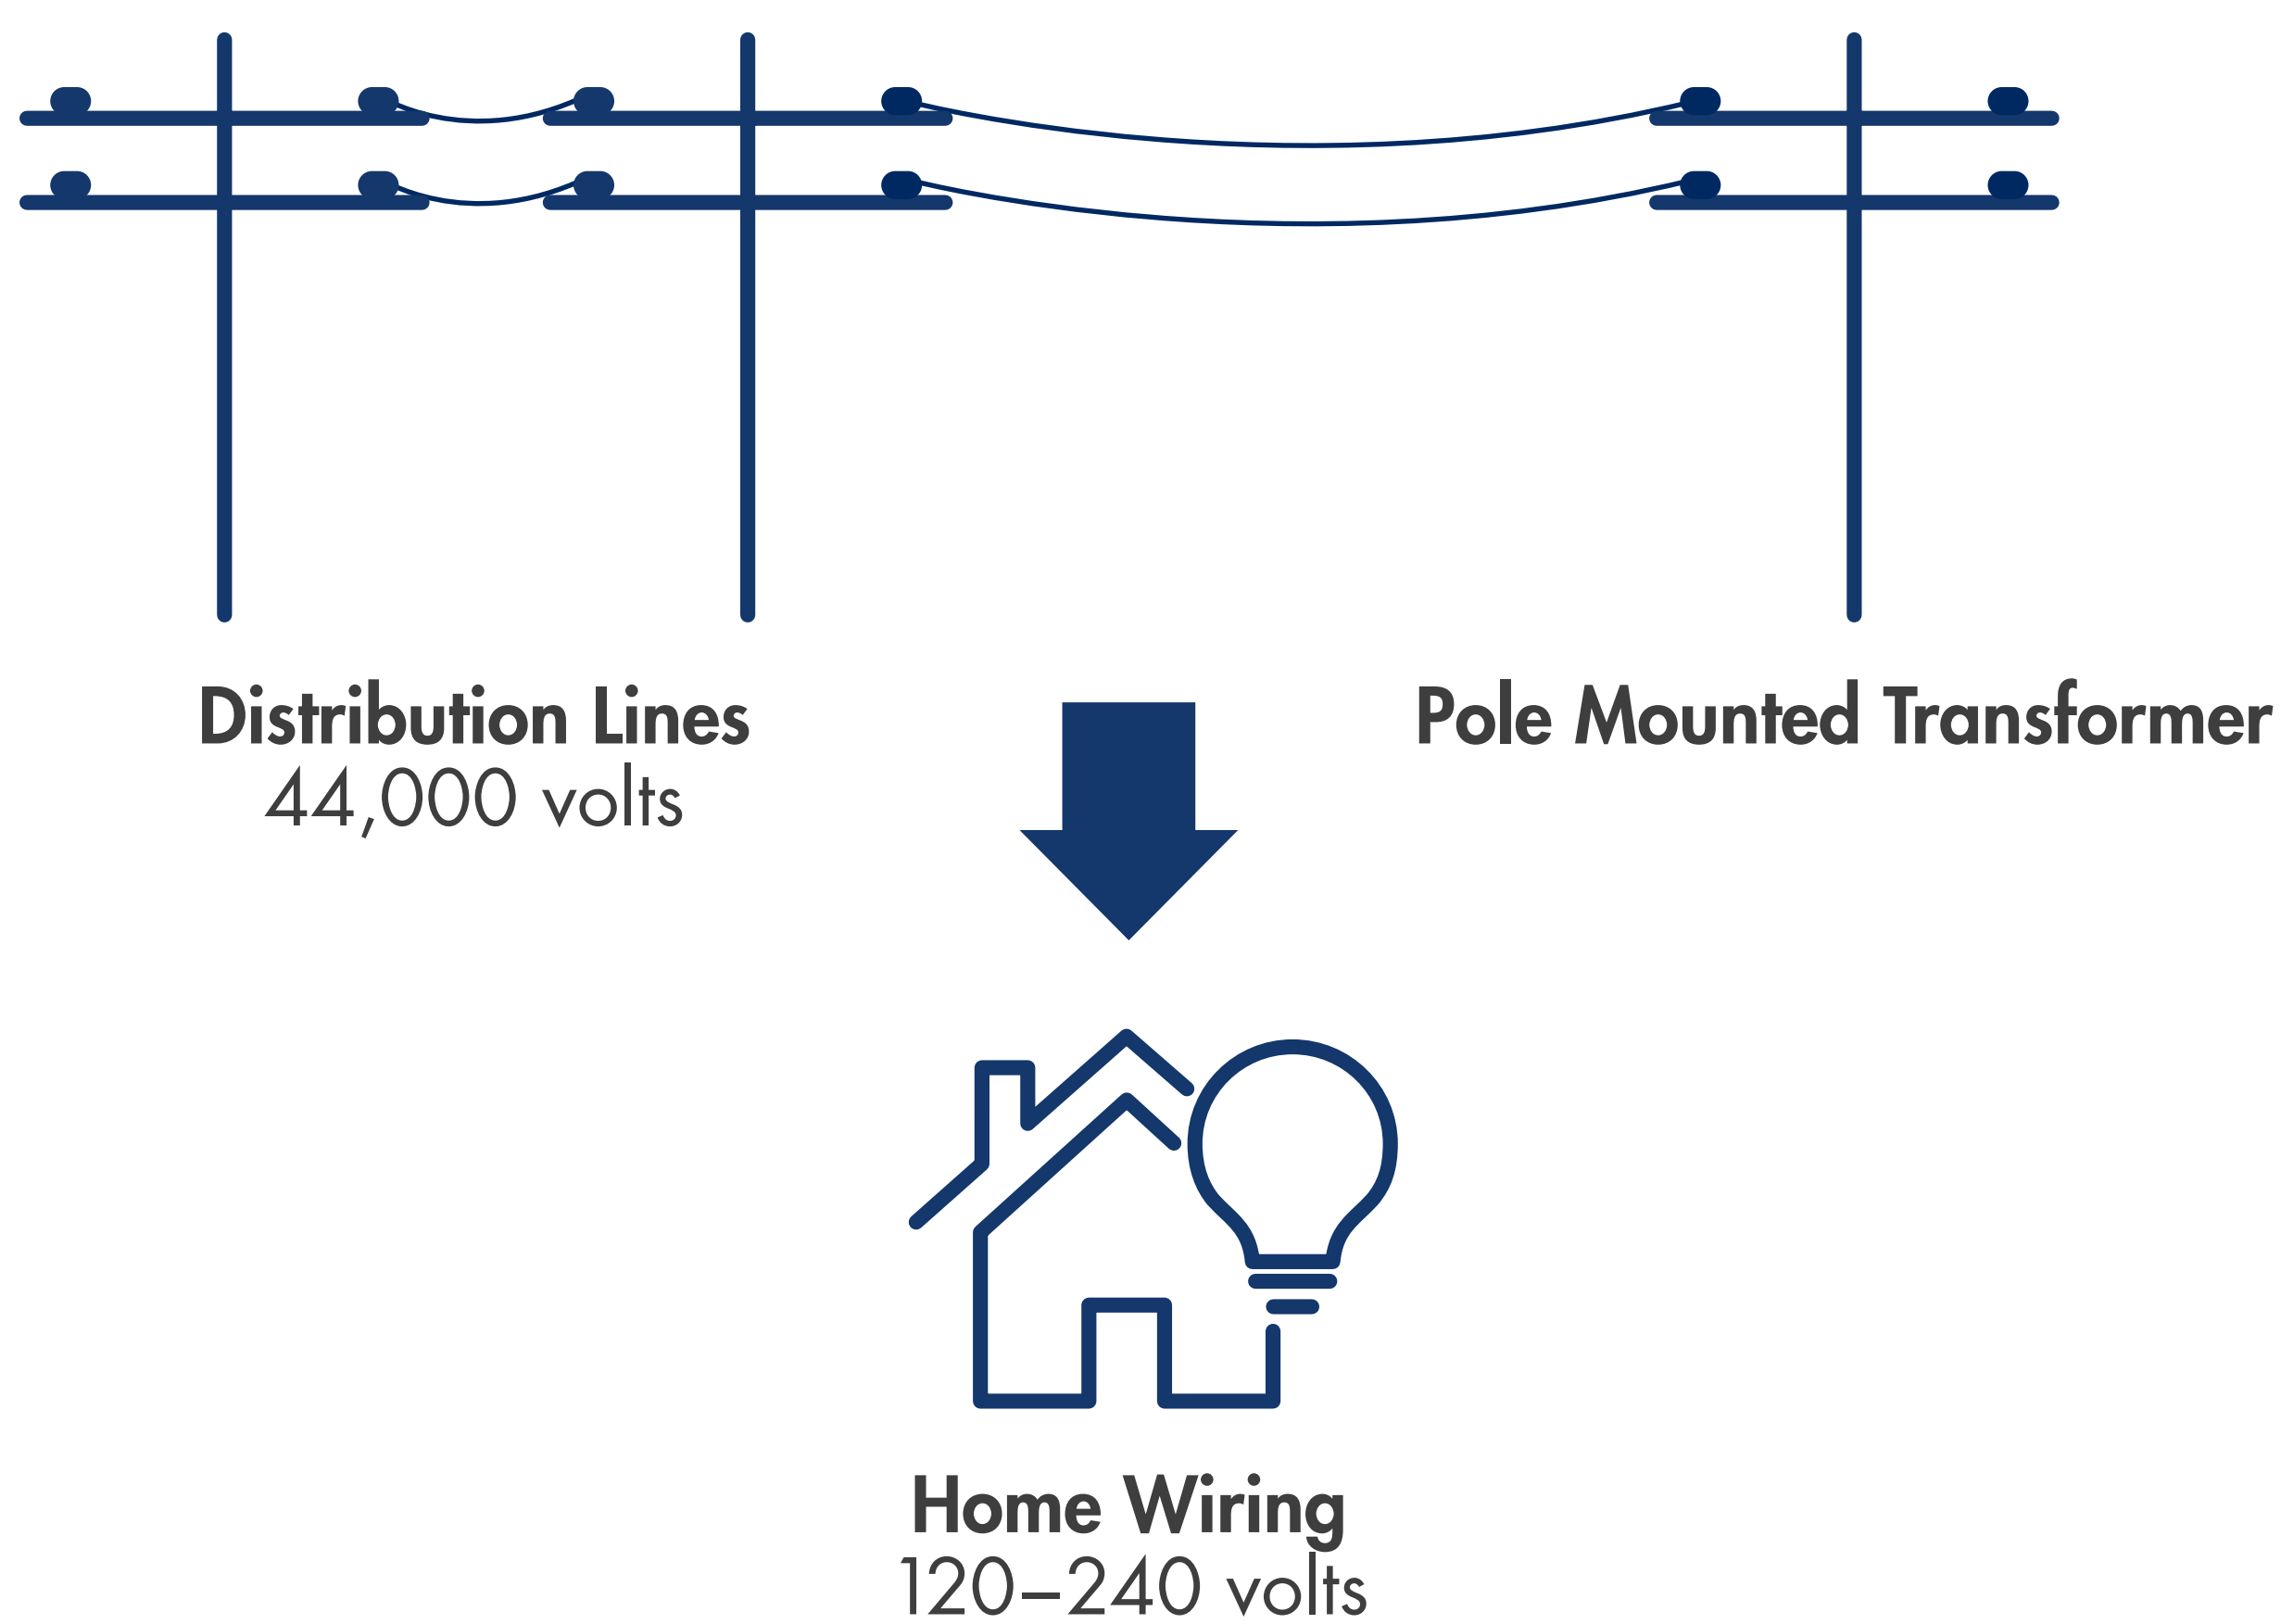 Distribution Lines
44,000 volts
Pole Mounted Transformer
Home Wiring
120–240 volts